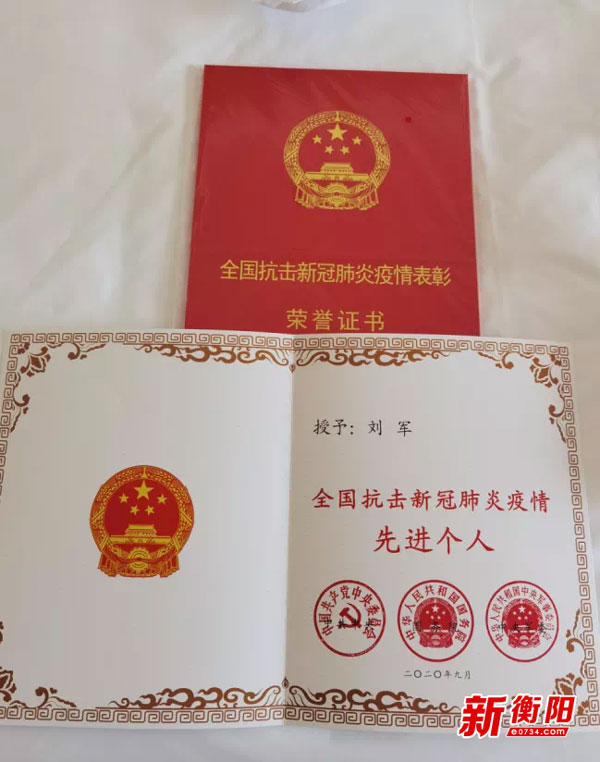 全国抗击新冠肺炎疫情表彰
荣誉证书
授予：刘 军
全国抗击新冠肺炎疫情
先进个人
中国共产党中央委员会
中华人民共和国国务院
中华人民共和国中央军事委员会
二〇二〇年九月
新衡阳
e0734.com